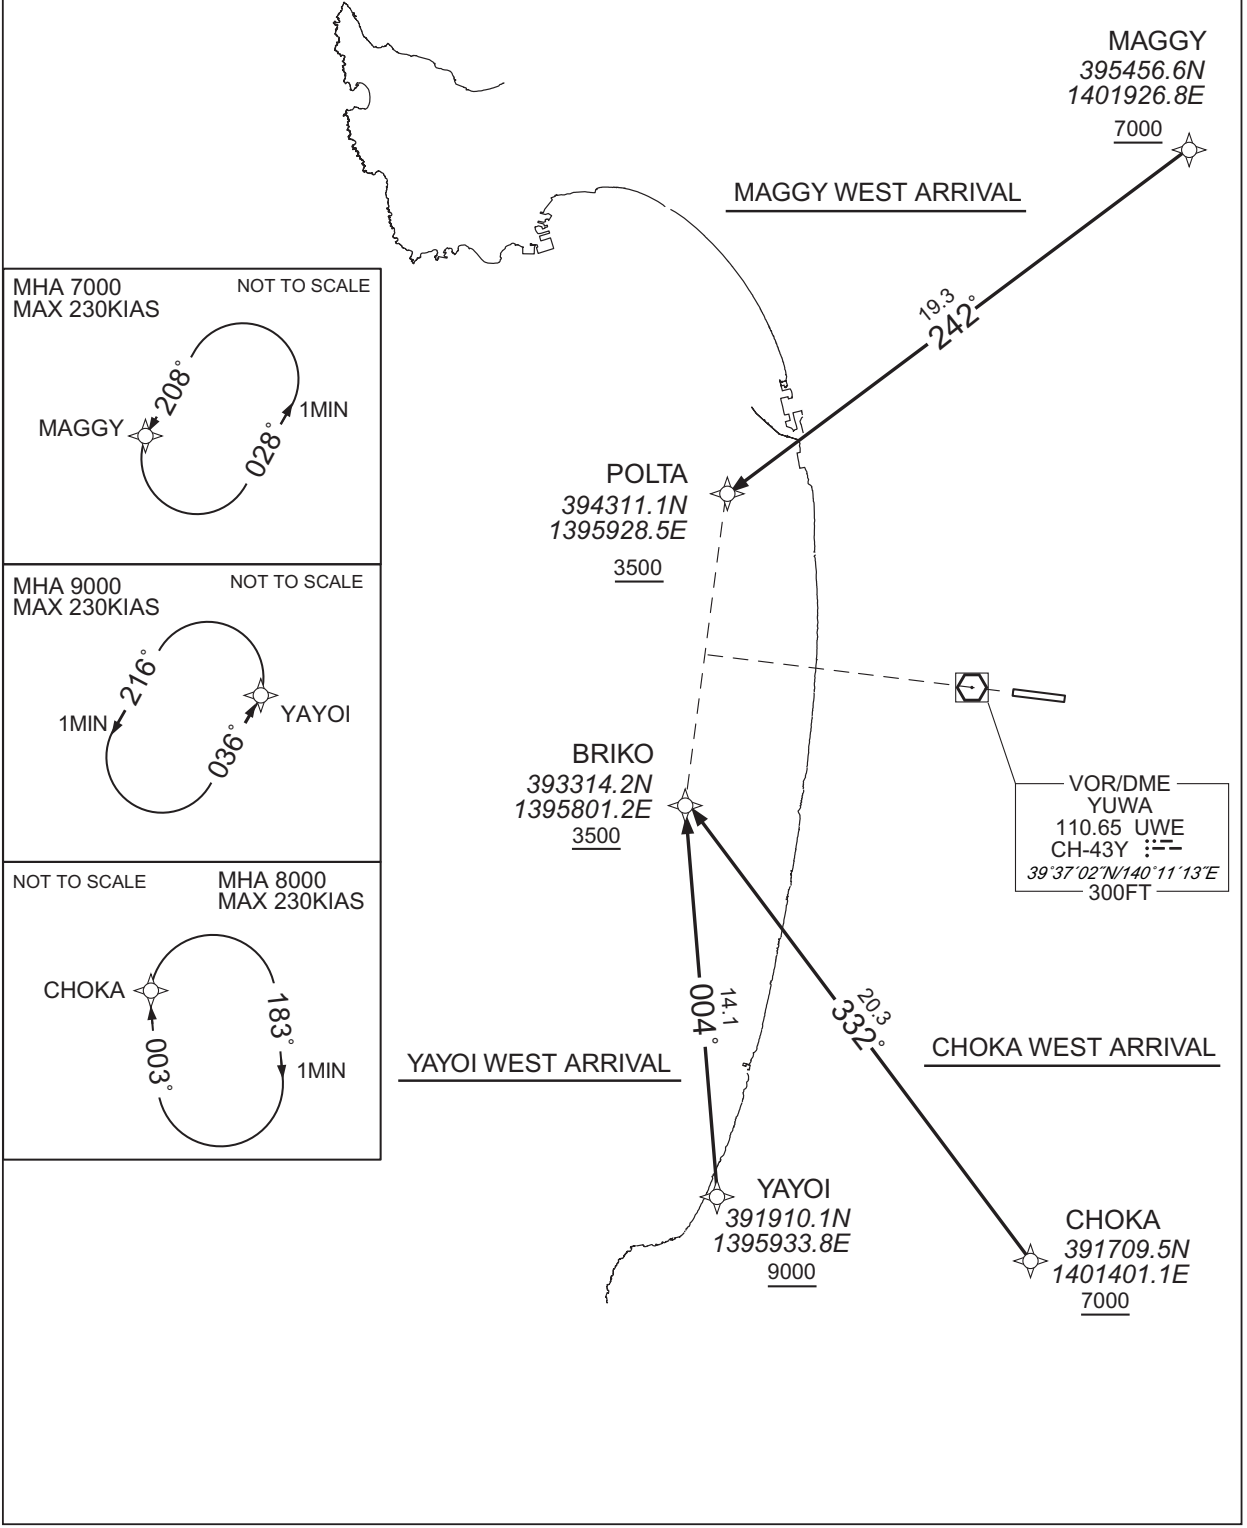 MAGGY
395456.6N
1401926.8E
7000
MAGGY WEST ARRIVAL
19.3
242°
MHA 7000
MAX 230KIAS
NOT TO SCALE
208°
MAGGY
1MIN
028°
POLTA
394311.1N
1395928.5E
3500
MHA 9000
MAX 230KIAS
NOT TO SCALE
216°
1MIN
YAYOI
036°
BRIKO
393314.2N
1395801.2E
3500
VOR/DME
YUWA
110.65 UWE
CH-43Y
39°37′02″N/140°11′13″E
300FT
NOT TO SCALE
MHA 8000
MAX 230KIAS
CHOKA
183°
003°
1MIN
14.1
004°
20.3
332°
YAYOI WEST ARRIVAL
CHOKA WEST ARRIVAL
YAYOI
391910.1N
1395933.8E
9000
CHOKA
391709.5N
1401401.1E
7000